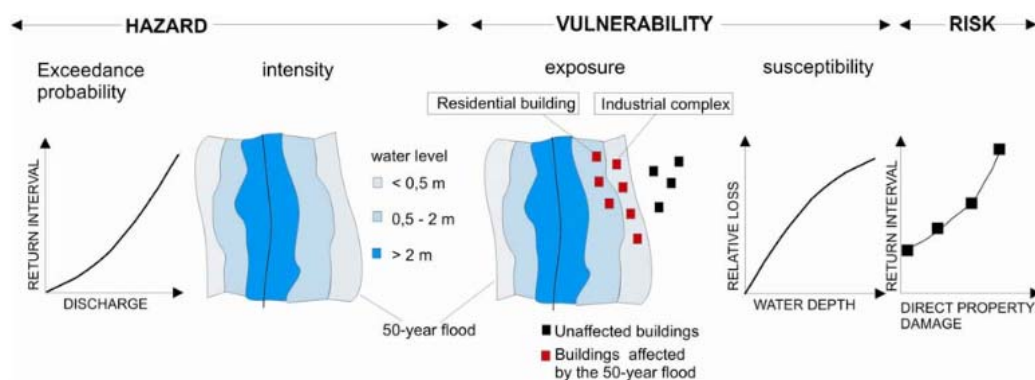 HAZARD
VULNERABILITY
RISK
Exceedance
probability
intensity
exposure
susceptibility
Residential building
Industrial complex
RETURN INTERVAL
DISCHARGE
water level
< 0,5 m
0,5 - 2 m
> 2 m
50-year flood
Unaffected buildings
Buildings affected
by the 50-year flood
RELATIVE LOSS
WATER DEPTH
RETURN INTERVAL
DIRECT PROPERTY
DAMAGE